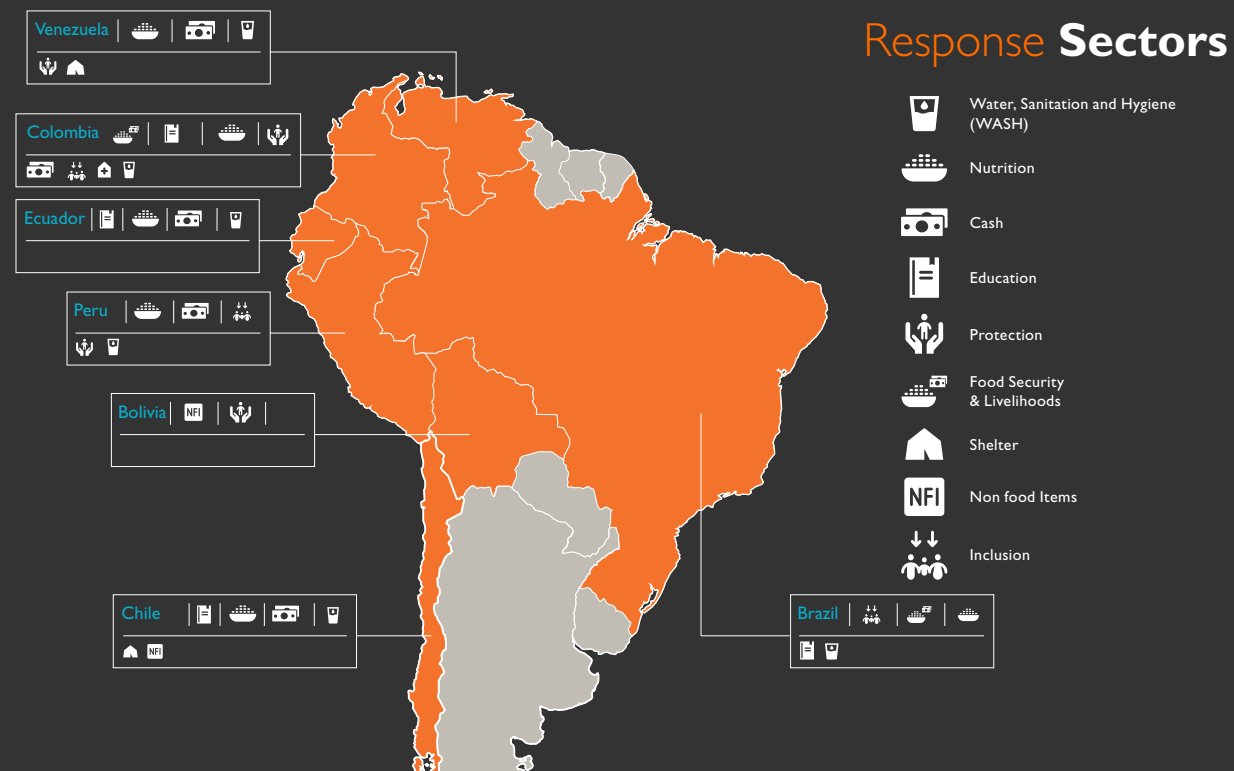 Response Sectors
Venezuela
Colombia
Ecuador
Peru
Bolivia
NFI
Chile
NFI
Brazil
Water, Sanitation and Hygiene
(WASH)
Nutrition
Cash
Education
Protection
Food Security
& Livelihoods
Shelter
NFI
Non food Items
Inclusion